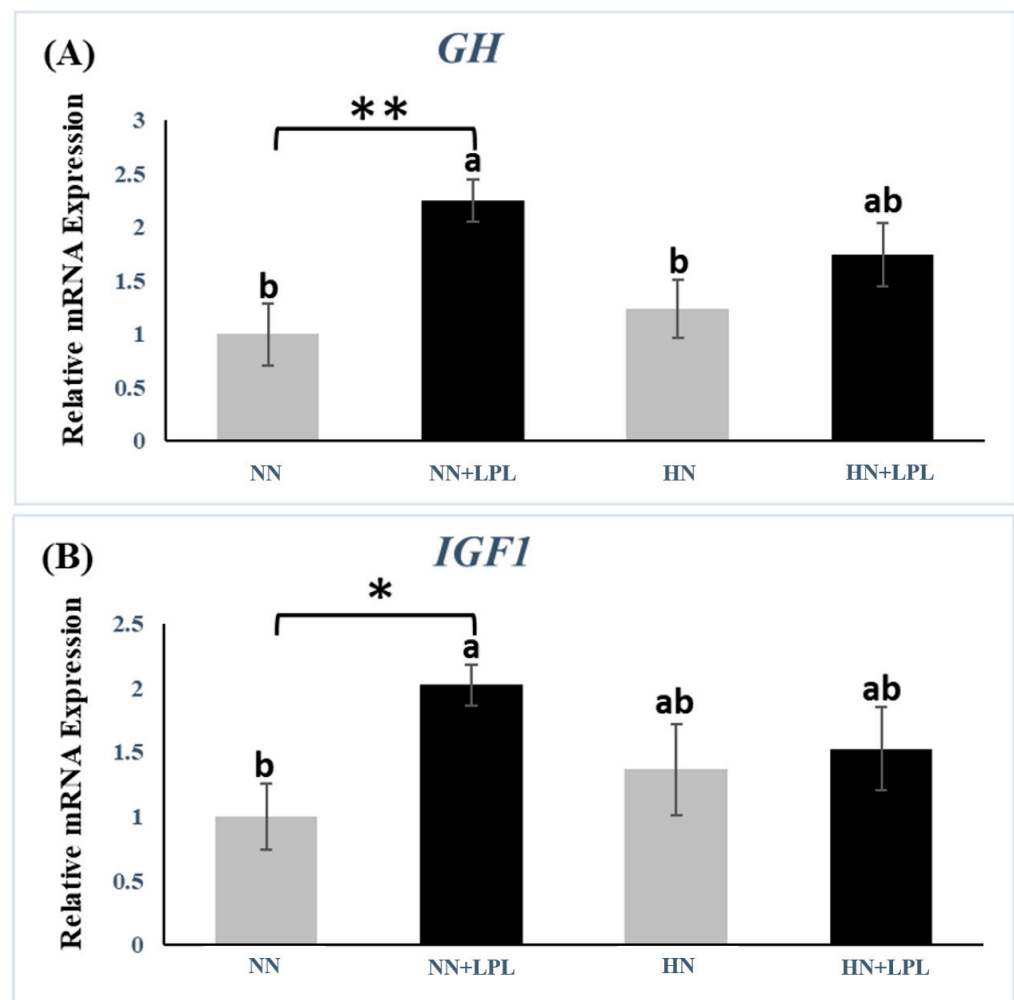 (A)
GH
Relative mRNA Expression
3
2.5
2
1.5
1
0.5
0
**
b
a
b
ab
NN
NN+LPL
HN
HN+LPL
(B)
IGF1
Relative mRNA Expression
2.5
2
1.5
1
0.5
0
*
b
a
ab
ab
NN
NN+LPL
HN
HN+LPL